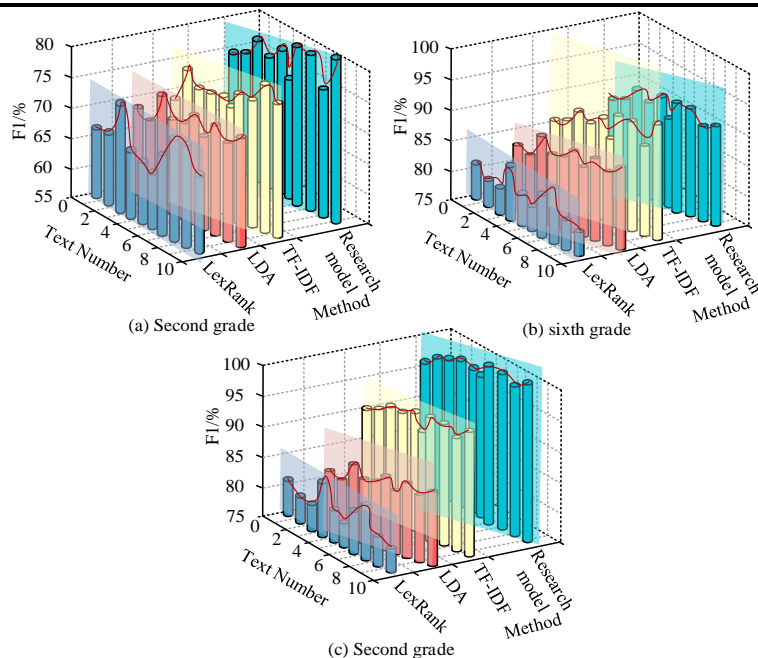 80
75
70
65
60
55
F1/%
0
2
4
6
8
10
Text Number
LexRank
LDA
TF-IDF
Research
model
Method
(a) Second grade
100
95
90
85
80
75
F1/%
0
2
4
6
8
10
Text Number
LexRank
LDA
TF-IDF
Research
model
Method
(b) sixth grade
100
95
90
85
80
75
F1/%
0
2
4
6
8
10
Text Number
LexRank
LDA
TF-IDF
Research
model
Method
(c) Second grade